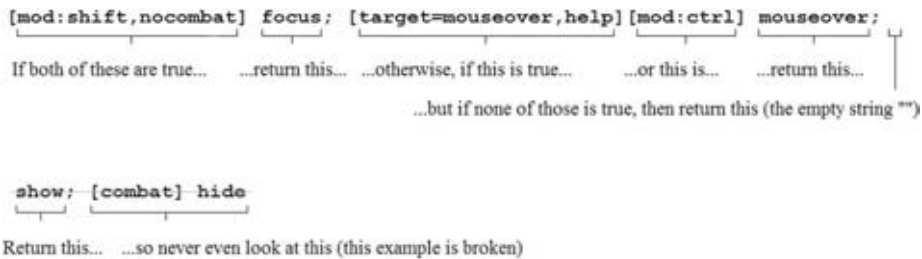 [mod:shift,nocombat] focus; [target=mouseover,help][mod:ctrl] mouseover;
If both of these are true... ...return this... ...otherwise, if this is true... ...or this is... ...return this...
...but if none of those is true, then return this (the empty string "")
show; [combat] hide
Return this... ...so never even look at this (this example is broken)